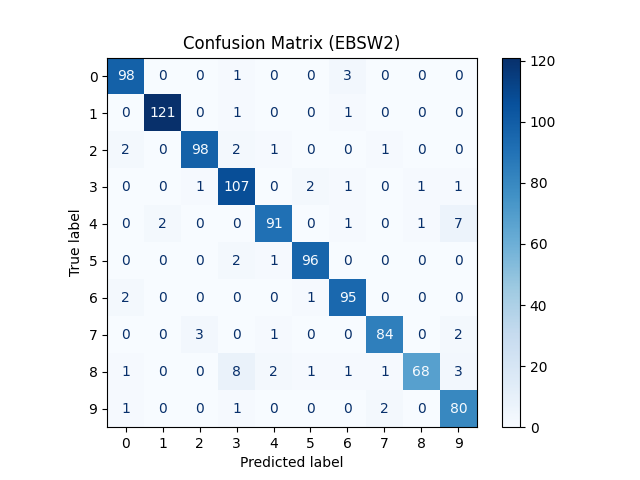 Confusion Matrix (EBSW2)
True label
0 98 0 0 1 0 0 3 0 0 0
1 0 121 0 1 0 0 1 0 0 0
2 2 0 98 2 1 0 0 1 0 0
3 0 0 1 107 0 2 1 0 1 1
4 0 2 0 0 91 0 1 0 1 7
5 0 0 0 2 1 96 0 0 0 0
6 2 0 0 0 0 1 95 0 0 0
7 0 0 3 0 1 0 0 84 0 2
8 1 0 0 8 2 1 1 1 68 3
9 1 0 0 1 0 0 0 2 0 80
0 1 2 3 4 5 6 7 8 9
Predicted label
120
100
80
60
40
20
0